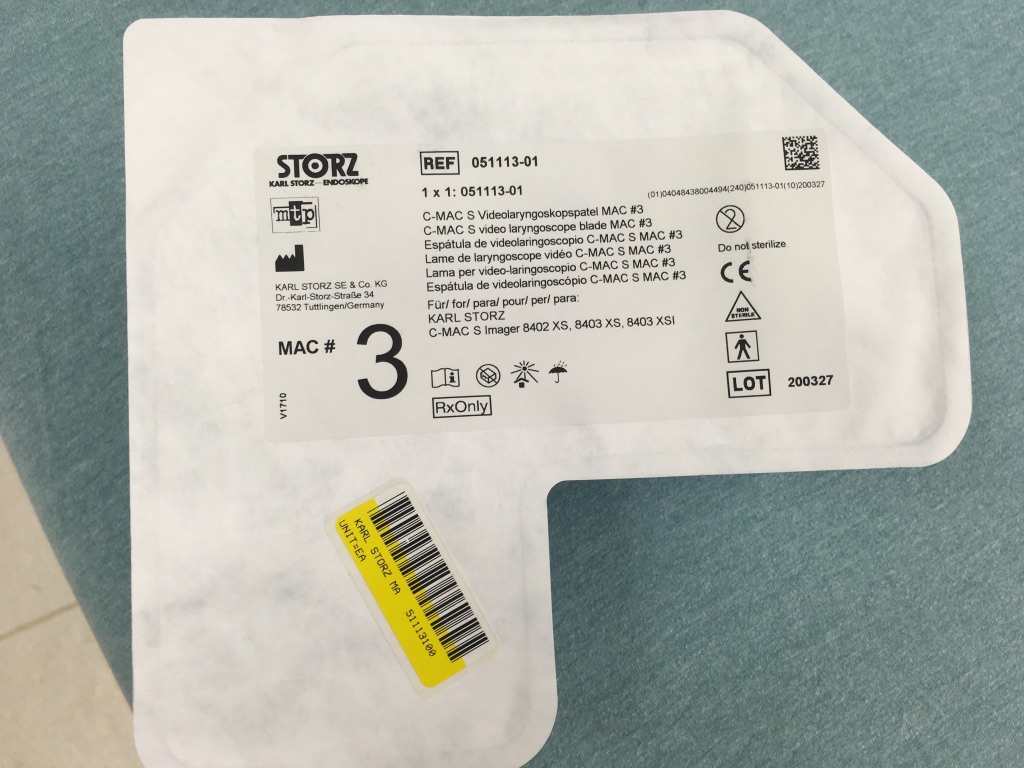 STORZ
KARL STORZ—ENDOSKOPE
mtp
KARL STORZ SE & Co. KG
Dr.-Karl-Storz-Straße 34
78532 Tuttlingen/Germany
MAC # 3
V1710
REF 051113-01
1 x 1: 051113-01
(01)04048438004494(240)051113-01(10)200327
C-MAC S Videolaryngoskopspatel MAC #3
C-MAC S video laryngoscope blade MAC #3
Espátula de videolaringoscopio C-MAC S MAC #3
Lame de laryngoscope vidéo C-MAC S MAC #3
Lama per video-laringoscopio C-MAC S MAC #3
Espátula de videolaringoscópio C-MAC S MAC #3
Für/ for/ para/ pour/ per/ para:
KARL STORZ
C-MAC S Imager 8402 XS, 8403 XS, 8403 XSI
RxOnly
2
Do not sterilize
CE
NON
STERILE
LOT 200327
KARL STORZ MA 51113100
UNIT=EA